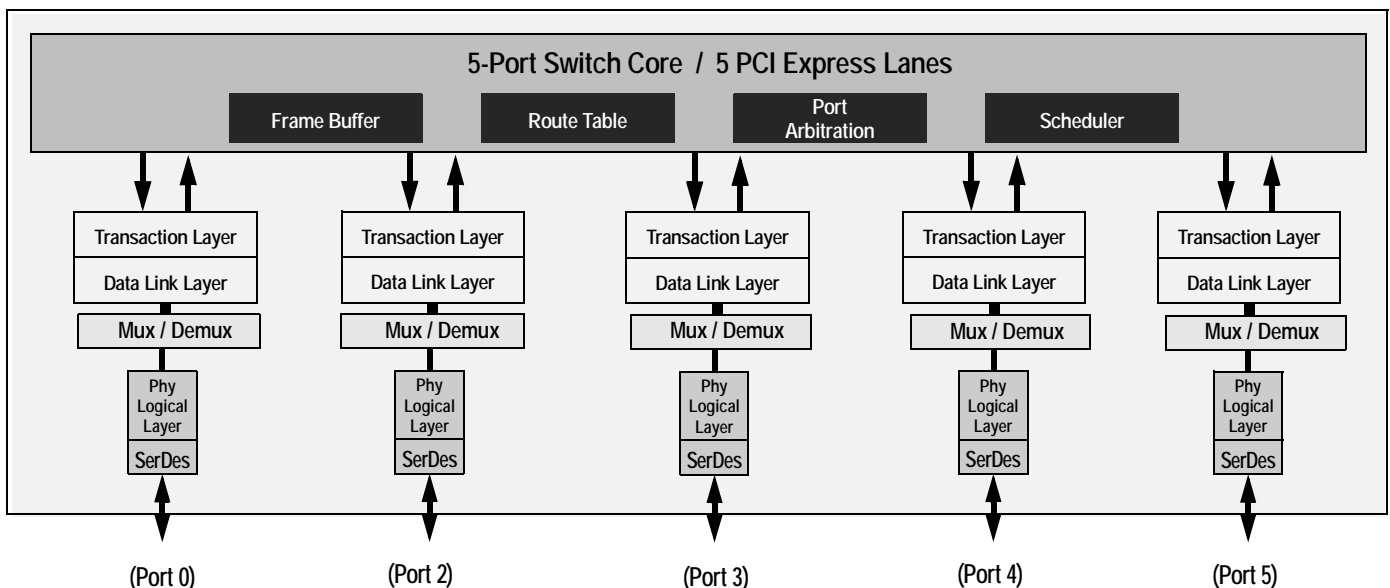 5-Port Switch Core / 5 PCI Express Lanes
Frame Buffer
Route Table
Port
Arbitration
Scheduler
Transaction Layer
Data Link Layer
Mux / Demux
Phy
Logical
Layer
SerDes
(Port 0)
Transaction Layer
Data Link Layer
Mux / Demux
Phy
Logical
Layer
SerDes
(Port 2)
Transaction Layer
Data Link Layer
Mux / Demux
Phy
Logical
Layer
SerDes
(Port 3)
Transaction Layer
Data Link Layer
Mux / Demux
Phy
Logical
Layer
SerDes
(Port 4)
Transaction Layer
Data Link Layer
Mux / Demux
Phy
Logical
Layer
SerDes
(Port 5)